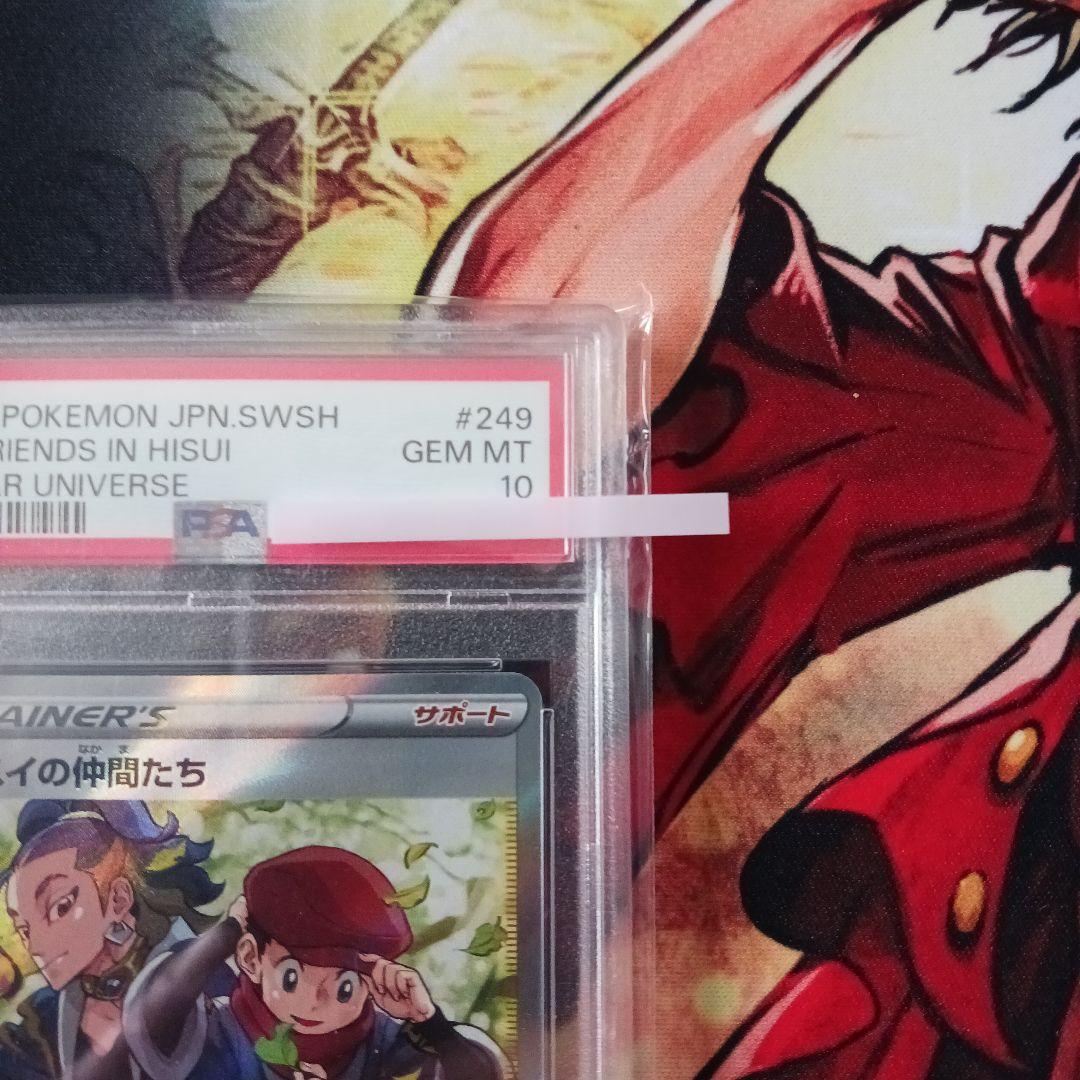 POKEMON JPN.SWSH #249
RIENDS IN HISUI GEM MT
AR UNIVERSE 10
PSA
AINER'S サポート
なかま
イの仲間たち